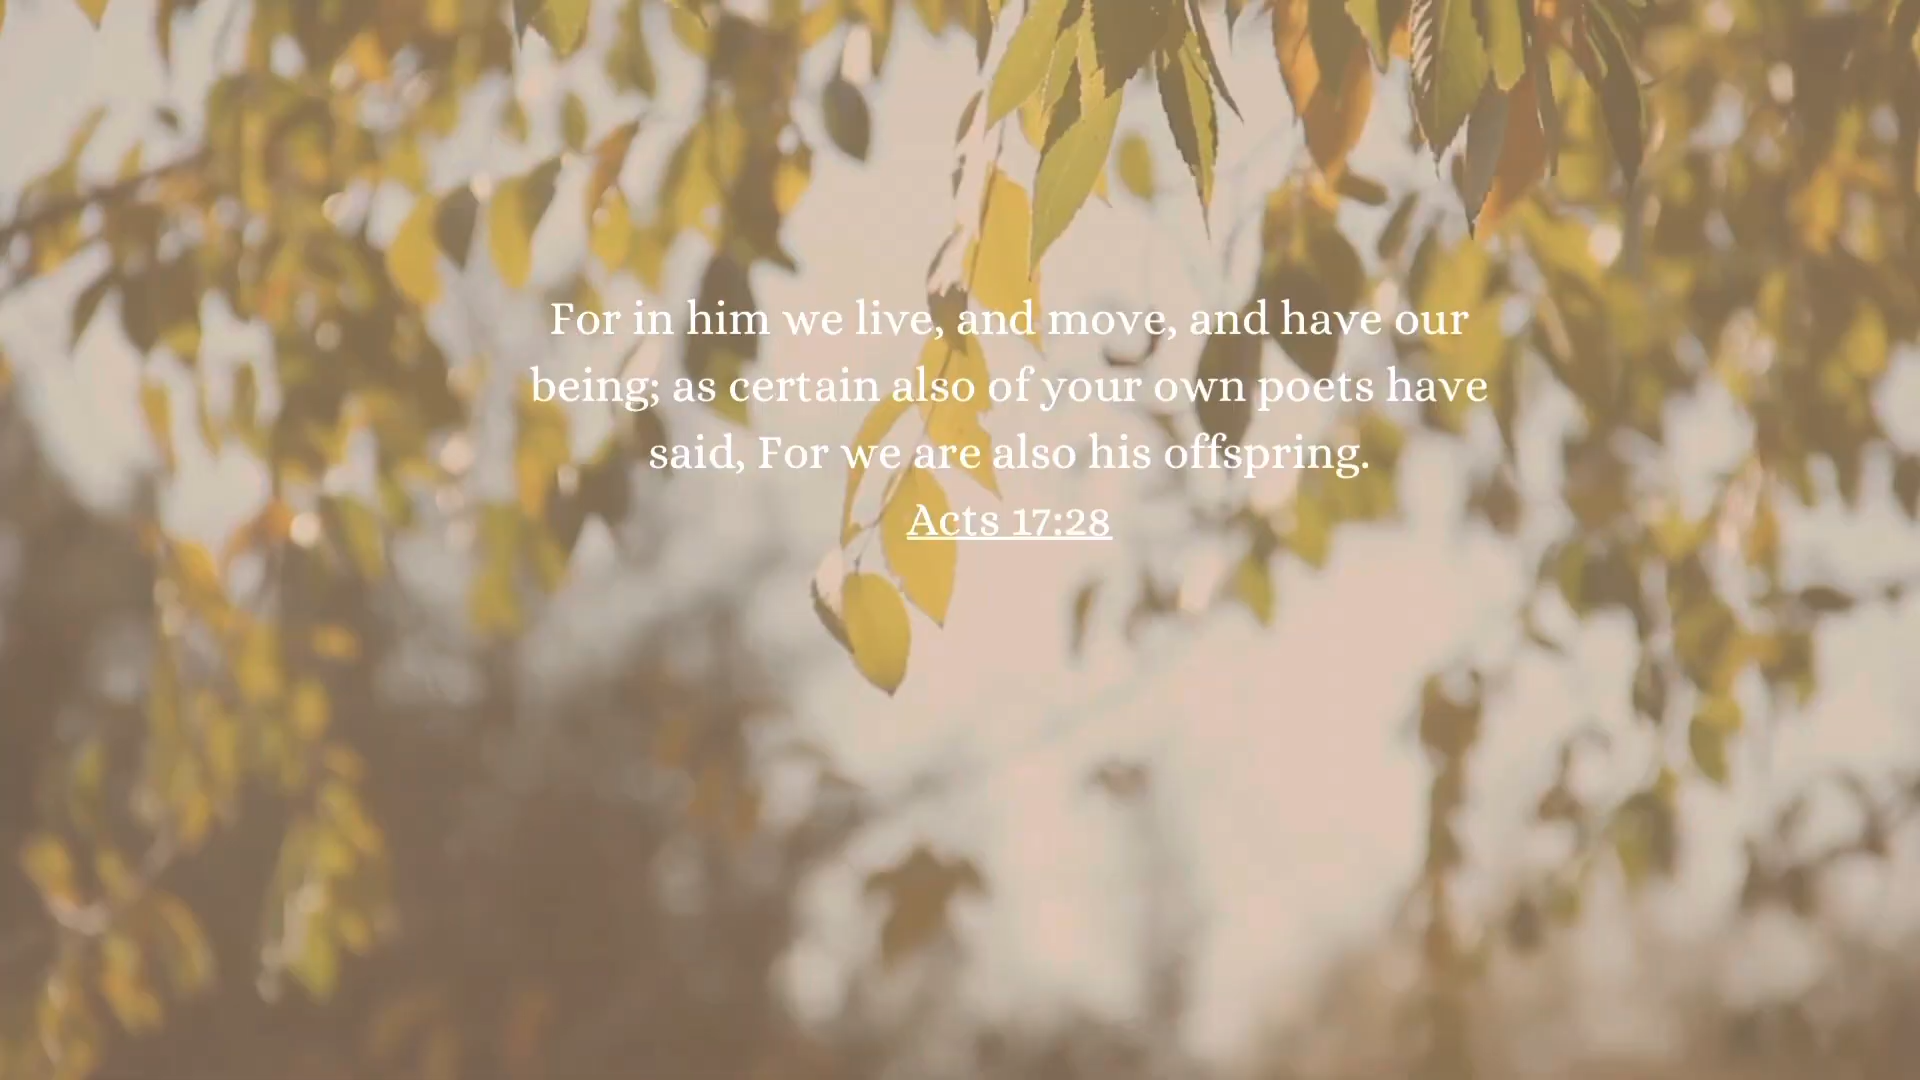 For in him we live, and move, and have our
being; as certain also of your own poets have
said, For we are also his offspring.
Acts 17:28